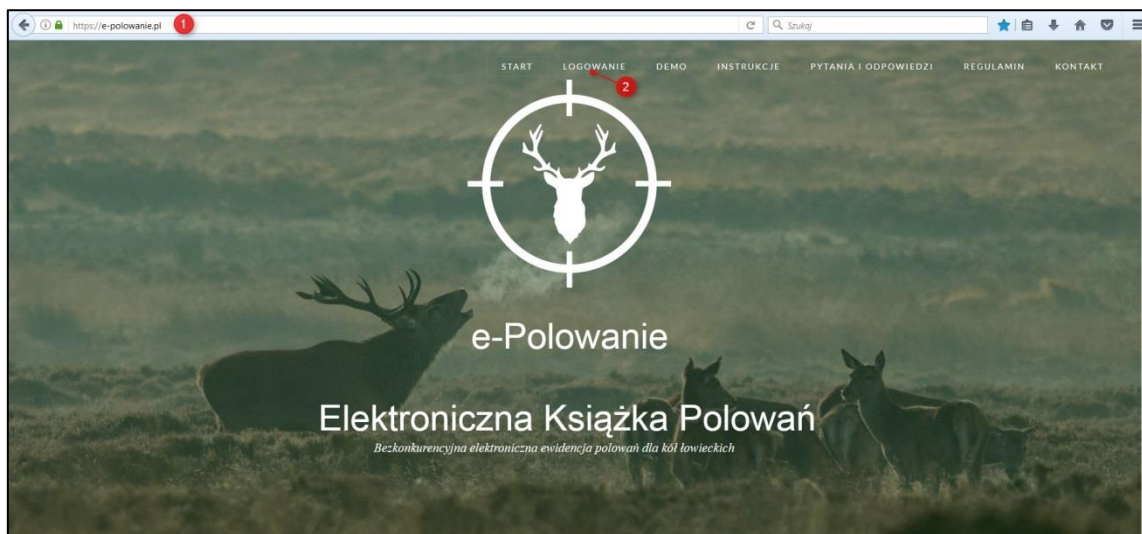 https://e-polowanie.pl
1
Szukaj
START LOGOWANIE DEMO INSTRUKCJE PYTANIA I ODPOWIEDZI REGULAMIN KONTAKT
2
e-Polowanie
Elektroniczna Książka Polowań
Bezkonkurencyjna elektroniczna ewidencja polowań dla kół łowieckich